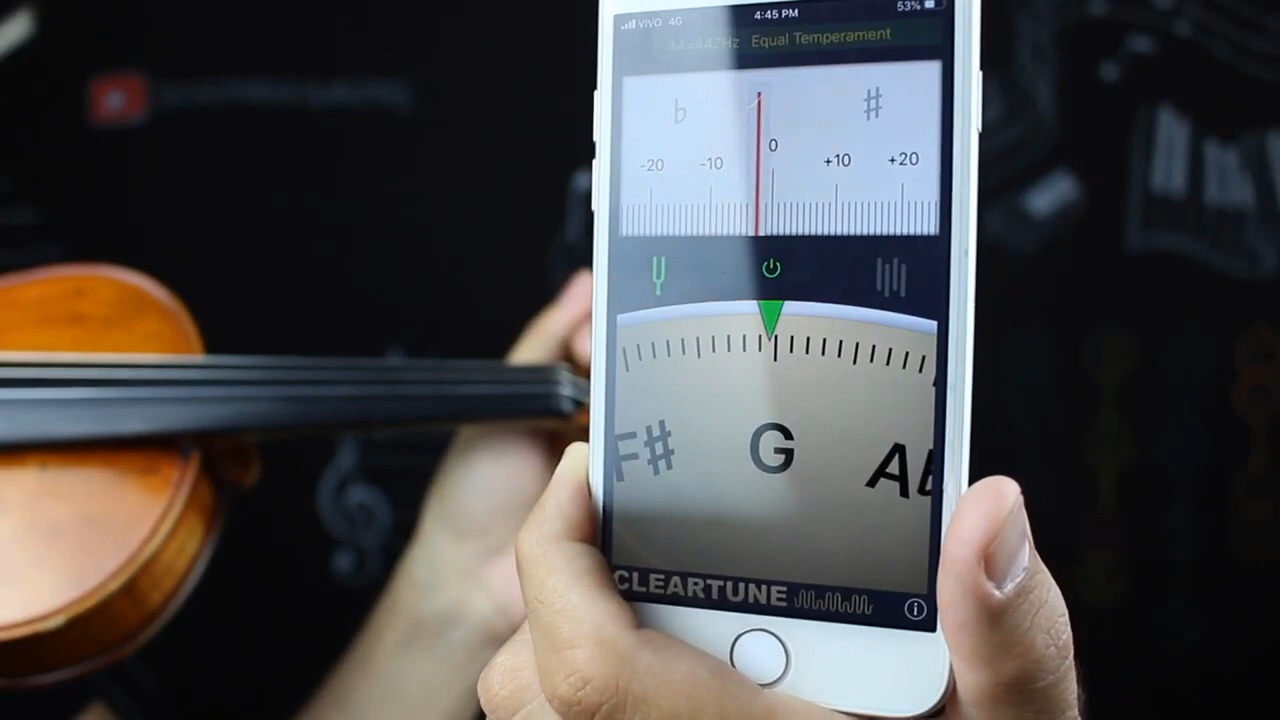 VIVO 4G 4:45 PM 53%
A4=442Hz Equal Temperament
♭ ♯
-20 -10 0 +10 +20
F# G A♭
CLEARTUNE
i